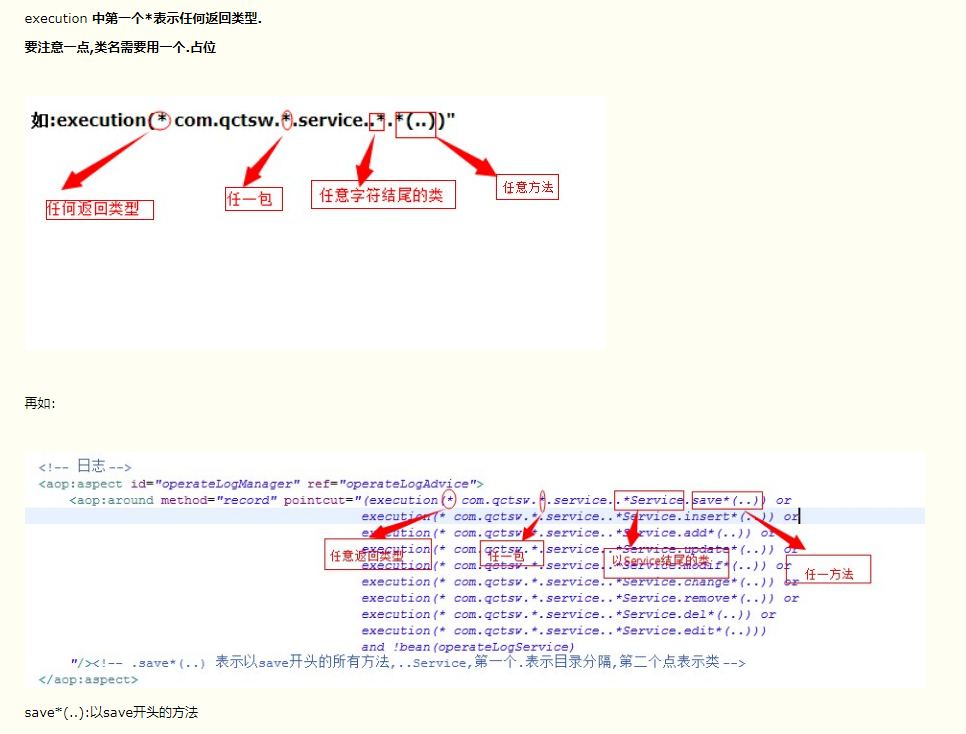 execution 中第一个*表示任何返回类型.
要注意一点,类名需要用一个.占位
如:execution(* com.qctsw.*.service..*.*(..))"
任何返回类型
任一包
任意字符结尾的类
任意方法
再如:
<!-- 日志 -->
<aop:aspect id="operateLogManager" ref="operateLogAdvice">
<aop:around method="record" pointcut="(execution(* com.qctsw.*.service..*Service.save*(..)) or
execution(* com.qctsw.*.service..*Service.insert*(..)) or
execution(* com.qctsw.*.service..*Service.add*(..)) or
execution(* com.qctsw.*.service..*Service.update*(..)) or
execution(* com.qctsw.*.service..*Service.modif*(..)) or
execution(* com.qctsw.*.service..*Service.change*(..)) or
execution(* com.qctsw.*.service..*Service.remove*(..)) or
execution(* com.qctsw.*.service..*Service.del*(..)) or
execution(* com.qctsw.*.service..*Service.edit*(..)))
and !bean(operateLogService)
任意返回类型
任一包
以Service结尾的类
任一方法
"/><!-- .save*(..) 表示以save开头的所有方法,..Service,第一个.表示目录分隔,第二个点表示类 -->
</aop:aspect>
save*(..):以save开头的方法